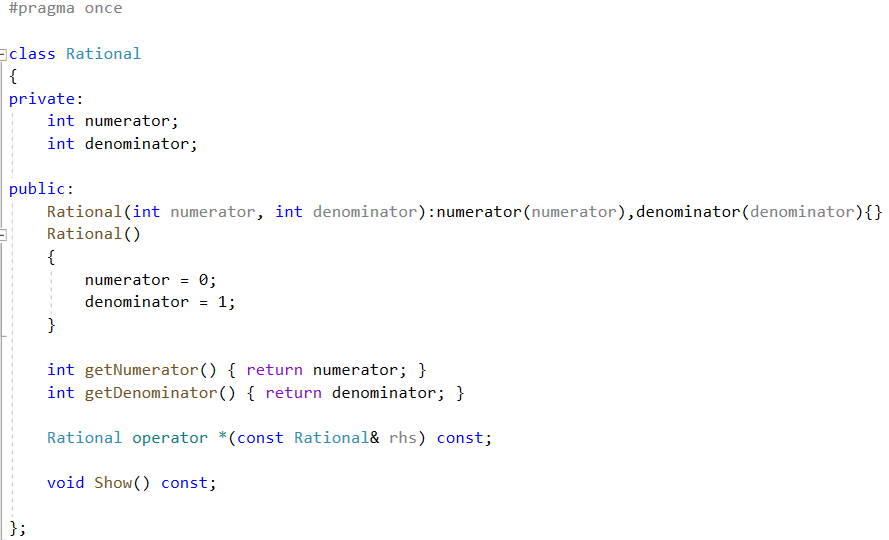 #pragma once
class Rational
{
private:
    int numerator;
    int denominator;
public:
    Rational(int numerator, int denominator):numerator(numerator),denominator(denominator){}
    Rational()
    {
        numerator = 0;
        denominator = 1;
    }
    int getNumerator() { return numerator; }
    int getDenominator() { return denominator; }
    Rational operator *(const Rational& rhs) const;
    void Show() const;
};